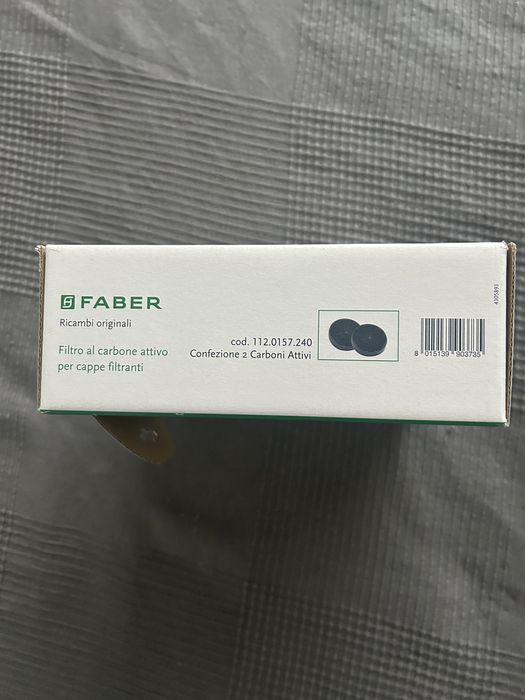 FABER
Ricambi originali
Filtro al carbone attivo
per cappe filtranti
cod. 112.0157.240
Confezione 2 Carboni Attivi
8 015139 903735
4105893